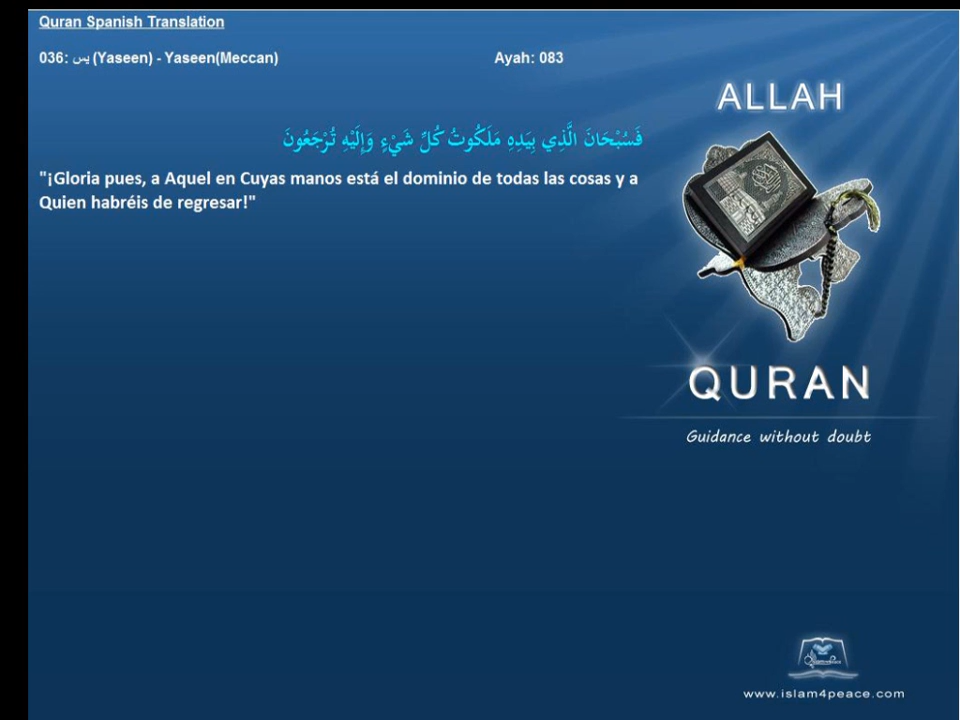 Quran Spanish Translation
036: يس (Yaseen) - Yaseen(Meccan) Ayah: 083
ALLAH
فَسُبْحَانَ الَّذِي بِيَدِهِ مَلَكُوتُ كُلِّ شَيْءٍ وَإِلَيْهِ تُرْجَعُونَ
"¡Gloria pues, a Aquel en Cuyas manos está el dominio de todas las cosas y a
Quien habréis de regresar!"
QURAN
Guidance without doubt
www.islam4peace.com